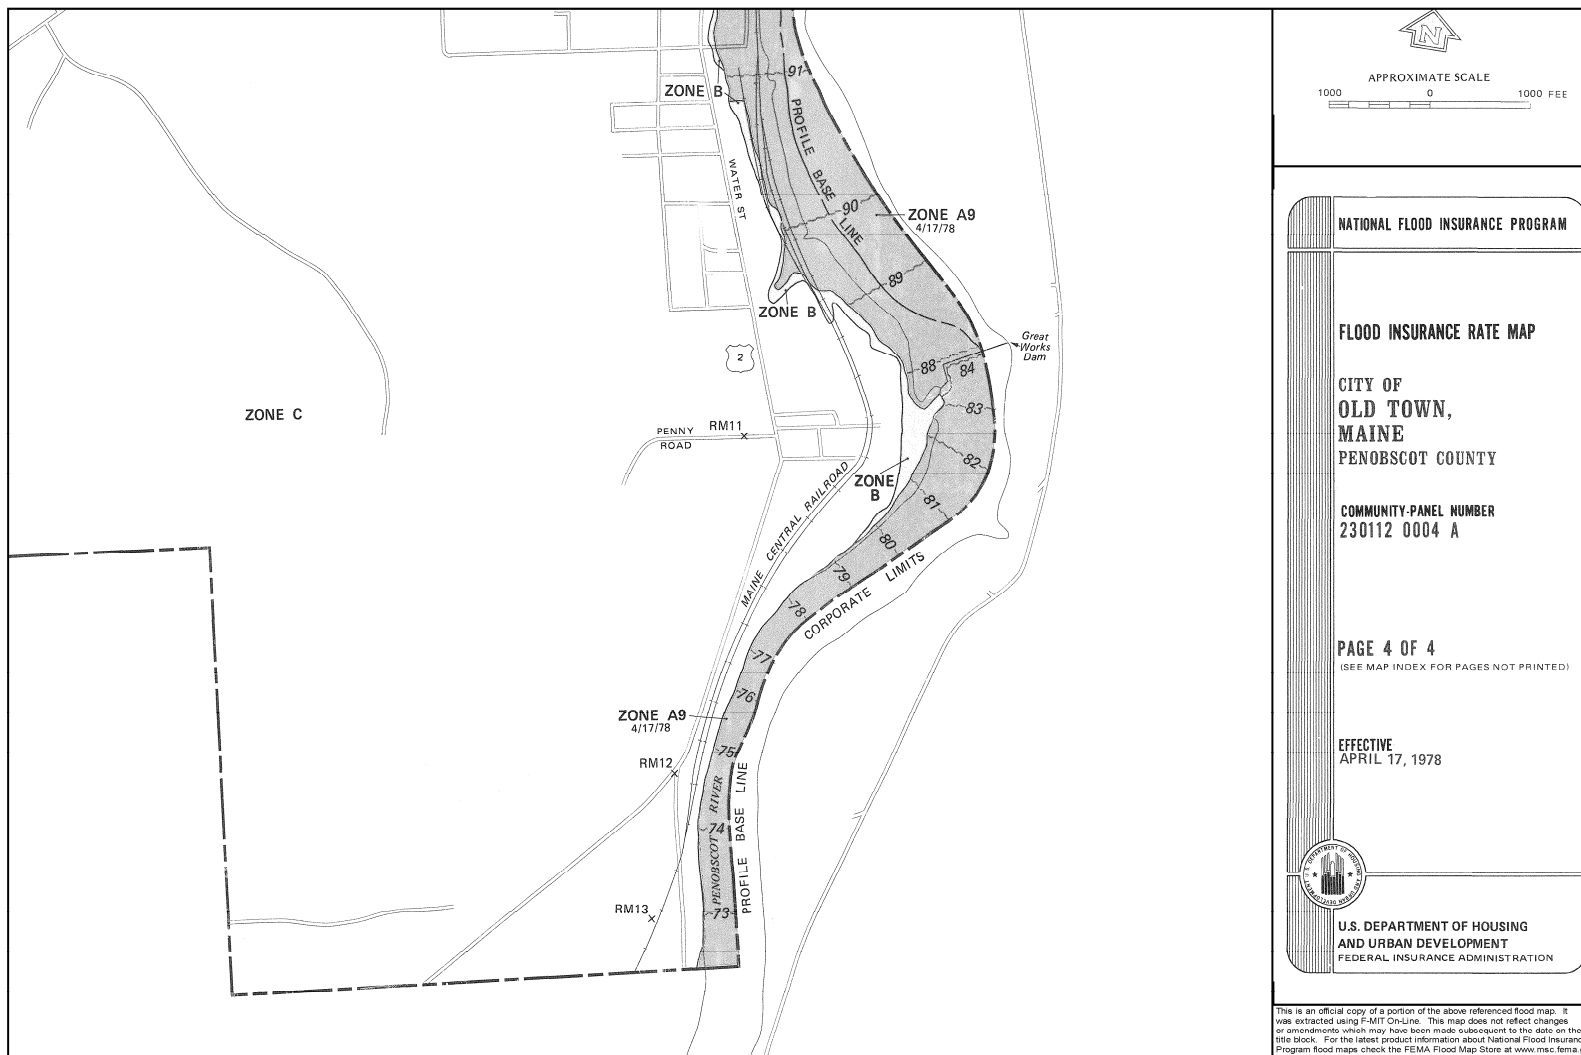 N
APPROXIMATE SCALE
1000 0 1000 FEE
NATIONAL FLOOD INSURANCE PROGRAM
FLOOD INSURANCE RATE MAP
CITY OF
OLD TOWN,
MAINE
PENOBSCOT COUNTY
COMMUNITY-PANEL NUMBER
230112 0004 A
PAGE 4 OF 4
(SEE MAP INDEX FOR PAGES NOT PRINTED)
EFFECTIVE
APRIL 17, 1978
U.S. DEPARTMENT OF HOUSING AND URBAN DEVELOPMENT
U.S. DEPARTMENT OF HOUSING
AND URBAN DEVELOPMENT
FEDERAL INSURANCE ADMINISTRATION
This is an official copy of a portion of the above referenced flood map. It
was extracted using F-MIT On-Line. This map does not reflect changes
or amendments which may have been made subsequent to the date on the
title block. For the latest product information about National Flood Insuranc
Program flood maps check the FEMA Flood Map Store at www.msc.fema.
91
ZONE B
PROFILE BASE LINE
WATER ST
90
ZONE A9
4/17/78
89
ZONE B
Great
Works
Dam
2
88
84
ZONE C
83
RM11
PENNY
ROAD
82
MAINE CENTRAL RAILROAD
ZONE
B
81
80
CORPORATE LIMITS
79
78
77
76
ZONE A9
4/17/78
75
RM12
PENOBSCOT RIVER
PROFILE BASE LINE
74
RM13
73